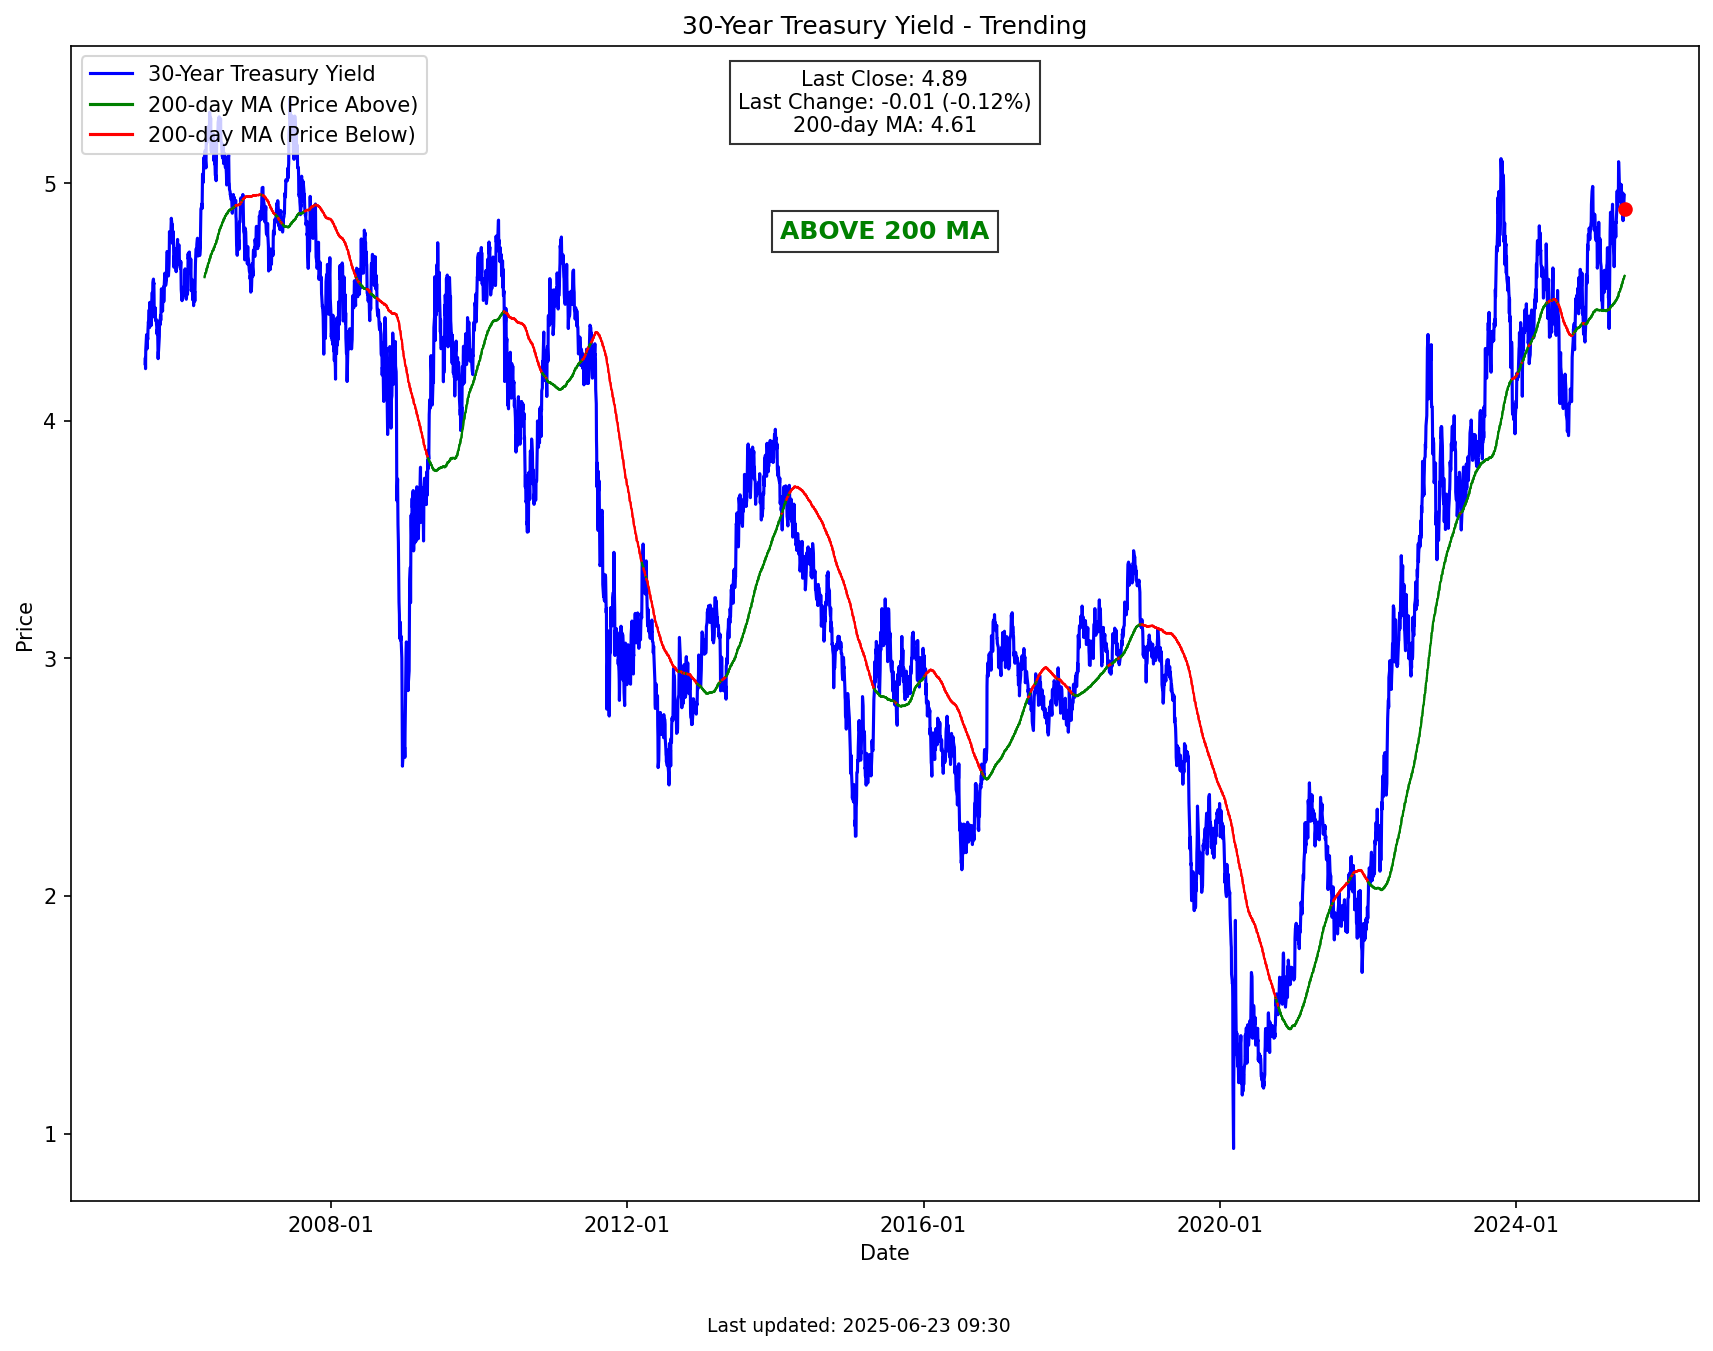 30-Year Treasury Yield - Trending
30-Year Treasury Yield
200-day MA (Price Above)
200-day MA (Price Below)
Last Close: 4.89
Last Change: -0.01 (-0.12%)
200-day MA: 4.61
ABOVE 200 MA
Price
5
4
3
2
1
2008-01
2012-01
2016-01
2020-01
2024-01
Date
Last updated: 2025-06-23 09:30